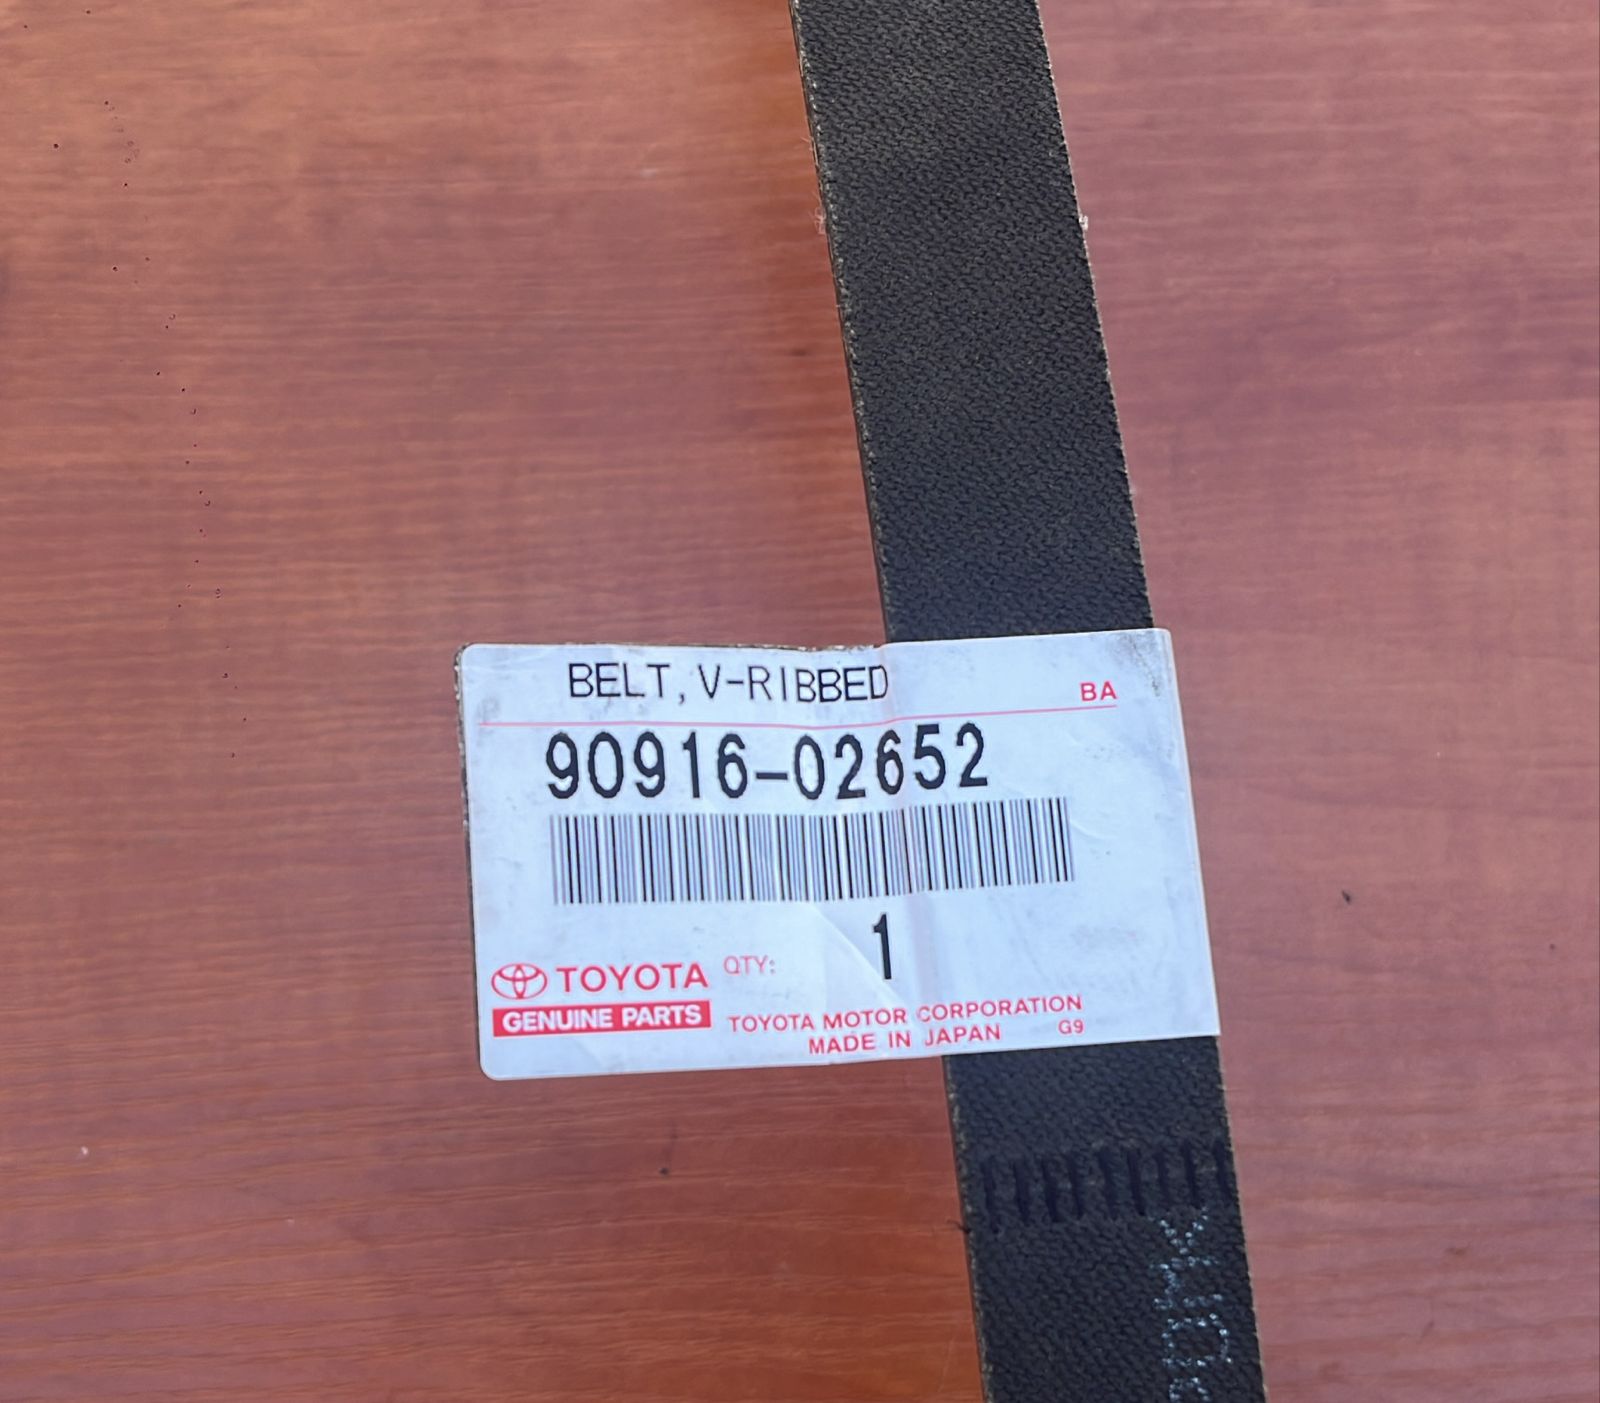 BELT, V-RIBBED
BA
90916-02652
1
TOYOTA QTY:
GENUINE PARTS
TOYOTA MOTOR CORPORATION
MADE IN JAPAN G9